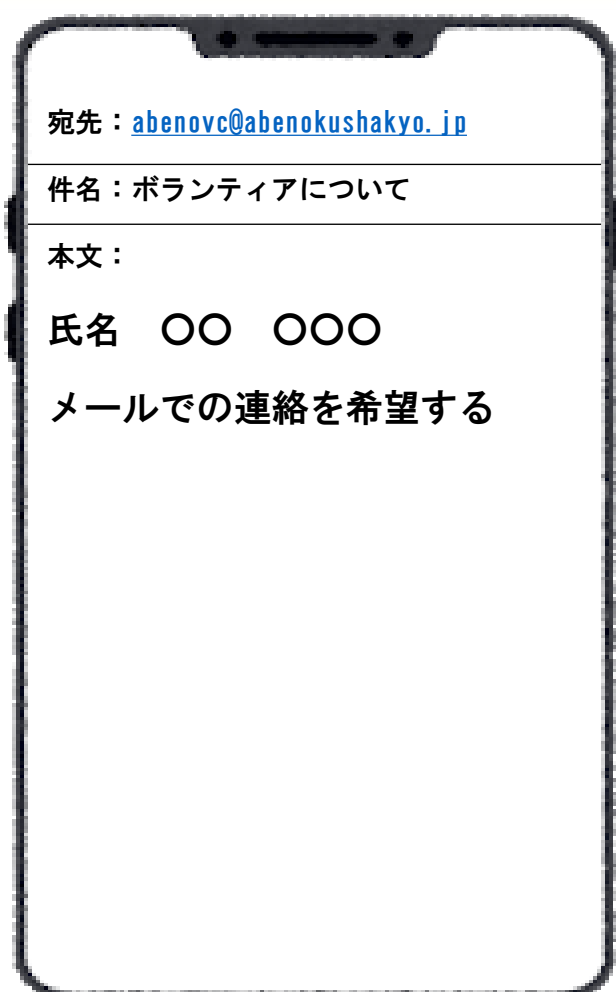 宛先：abenovc@abenokushakyo.jp
件名：ボランティアについて
本文：
氏名　〇〇　〇〇〇
メールでの連絡を希望する